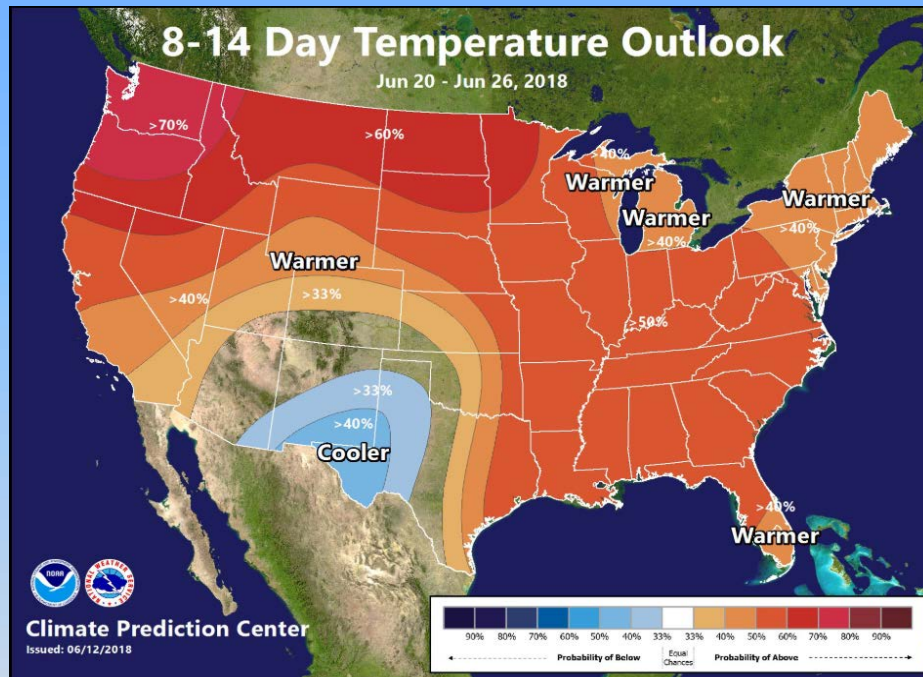 8-14 Day Temperature Outlook
Jun 20 - Jun 26, 2018
>70%
>60%
>40%
Warmer
Warmer
Warmer
>40%
>40%
Warmer
>40%
>33%
>50%
>33%
>40%
Cooler
>40%
Warmer
NOAA
Climate Prediction Center
Issued: 06/12/2018
90% 80% 70% 60% 50% 40% 33% 33% 40% 50% 60% 70% 80% 90%
Probability of Below Equal Chances Probability of Above